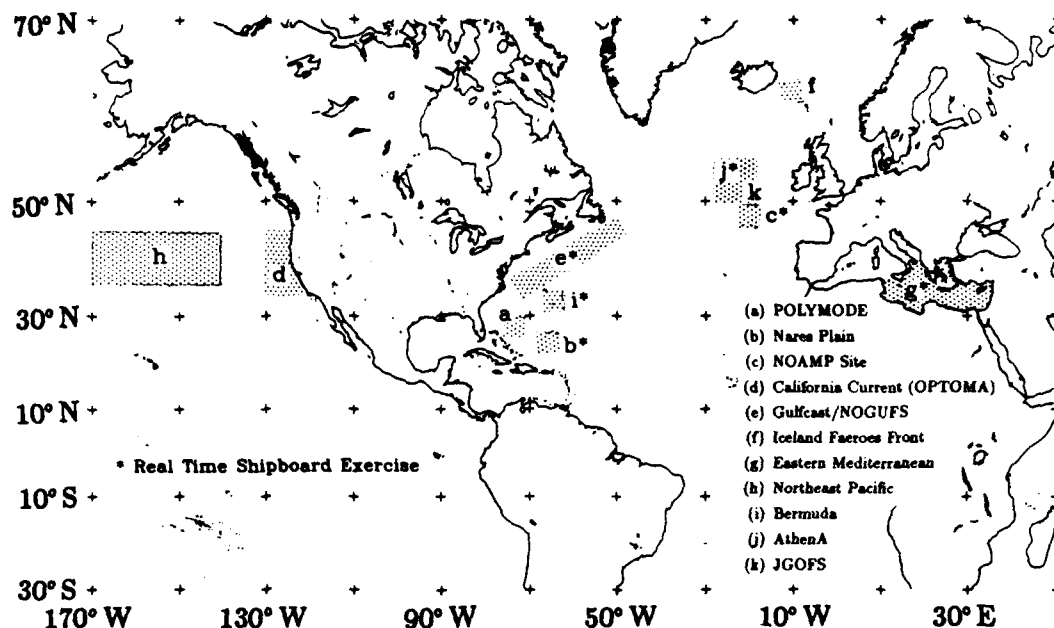 70° N
f
j*
k
50° N
c*
e*
h
d
g*
i*
a
(a) POLYMODE
30° N
(b) Nares Plain
b*
(c) NOAMP Site
(d) California Current (OPTOMA)
10° N
(e) Gulfcast/NOGUFS
(f) Iceland Faeroes Front
* Real Time Shipboard Exercise
(g) Eastern Mediterranean
10° S
(h) Northeast Pacific
(i) Bermuda
(j) AthenA
(k) JGOFS
30° S
170° W 130° W 90° W 50° W 10° W 30° E